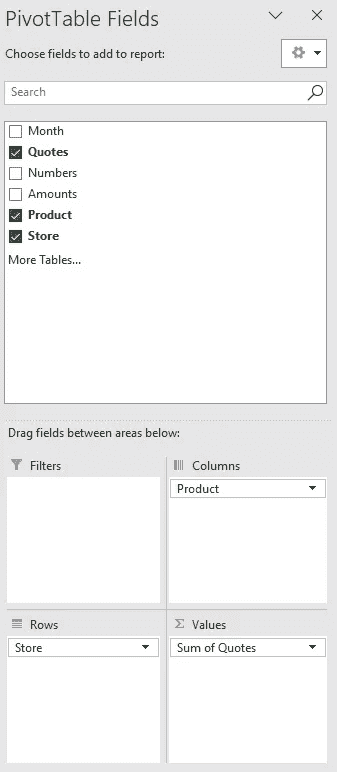 PivotTable Fields
Choose fields to add to report:
Search
Month
Quotes
Numbers
Amounts
Product
Store
More Tables...
Drag fields between areas below:
Filters
Columns
Product
Rows
Σ Values
Store
Sum of Quotes